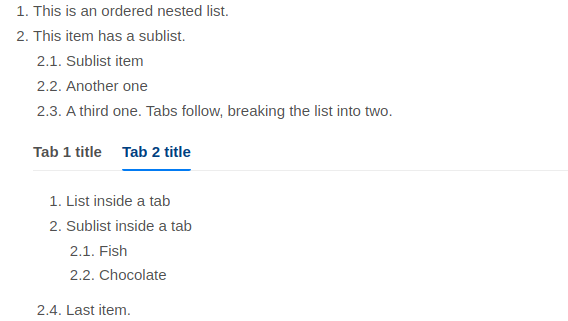 1. This is an ordered nested list.
2. This item has a sublist.
2.1. Sublist item
2.2. Another one
2.3. A third one. Tabs follow, breaking the list into two.
Tab 1 title Tab 2 title
1. List inside a tab
2. Sublist inside a tab
2.1. Fish
2.2. Chocolate
2.4. Last item.